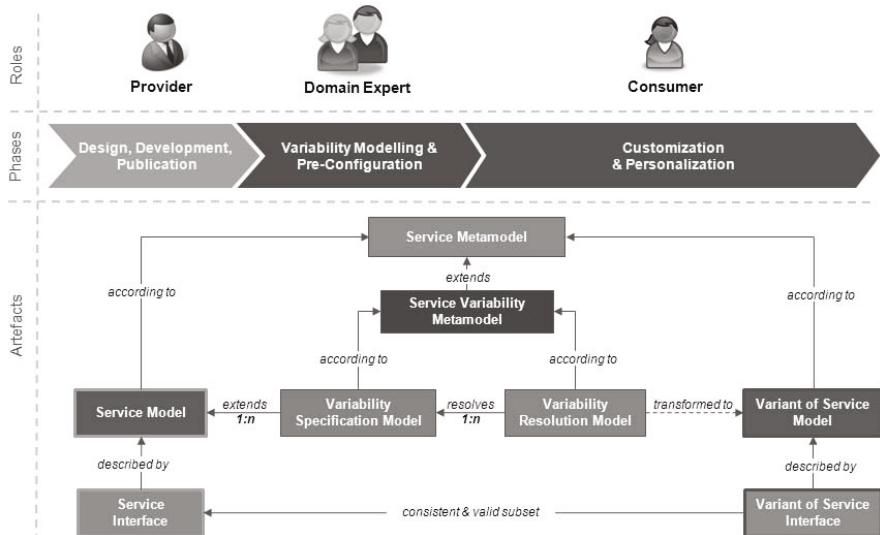 Roles
Provider
Domain Expert
Consumer
Phases
Design, Development,
Publication
Variability Modelling &
Pre-Configuration
Customization
& Personalization
Artefacts
Service Metamodel
according to
extends
according to
Service Variability
Metamodel
according to
according to
Service Model
extends
1:n
Variability
Specification Model
resolves
1:n
Variability
Resolution Model
transformed to
Variant of Service
Model
described by
described by
Service
Interface
consistent & valid subset
Variant of Service
Interface